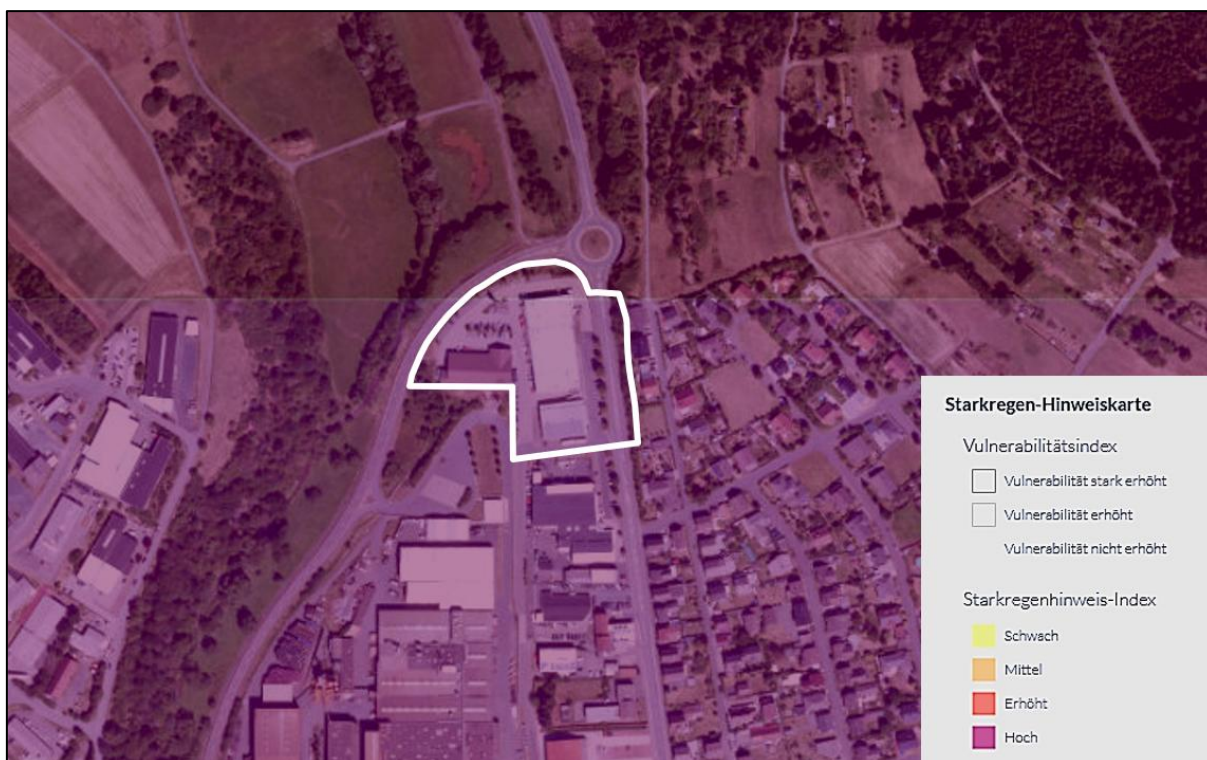 Starkregen-Hinweiskarte
Vulnerabilitätsindex
Vulnerabilität stark erhöht
Vulnerabilität erhöht
Vulnerabilität nicht erhöht
Starkregenhinweis-Index
Schwach
Mittel
Erhöht
Hoch